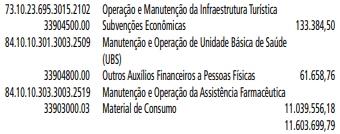 73.10.23.695.3015.2102 Operação e Manutenção da Infraestrutura Turística
33904500.00 Subvenções Econômicas 133.384,50
84.10.10.301.3003.2509 Manutenção e Operação de Unidade Básica de Saúde
(UBS)
33904800.00 Outros Auxílios Financeiros a Pessoas Físicas 61.658,76
84.10.10.303.3003.2519 Manutenção e Operação da Assistência Farmacêutica
33903000.03 Material de Consumo 11.039.556,18
11.603.699,79